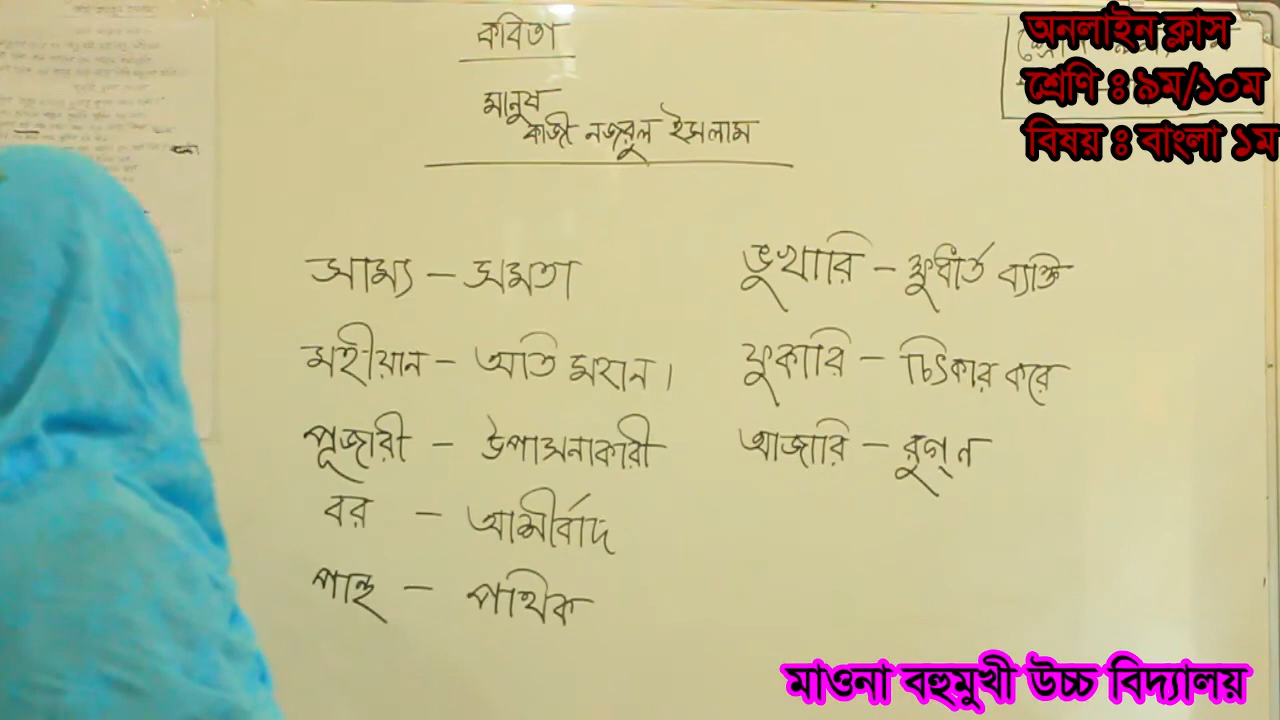 কবিতা
মানুষ
কাজী নজরুল ইসলাম
অনলাইন ক্লাস
শ্রেণি ঃ ৯ম/১০ম
বিষয় ঃ বাংলা ১ম
সাম্য – সমতা
মহীয়ান – অতি মহান।
পূজারী – উপাসনাকারী
বর – আশীর্বাদ
পান্থ – পথিক
ভুখারি – ক্ষুধার্ত ব্যক্তি
ফুকারি – চিৎকার করে
আজারি – রুগ্ন
মাওনা বহুমুখী উচ্চ বিদ্যালয়